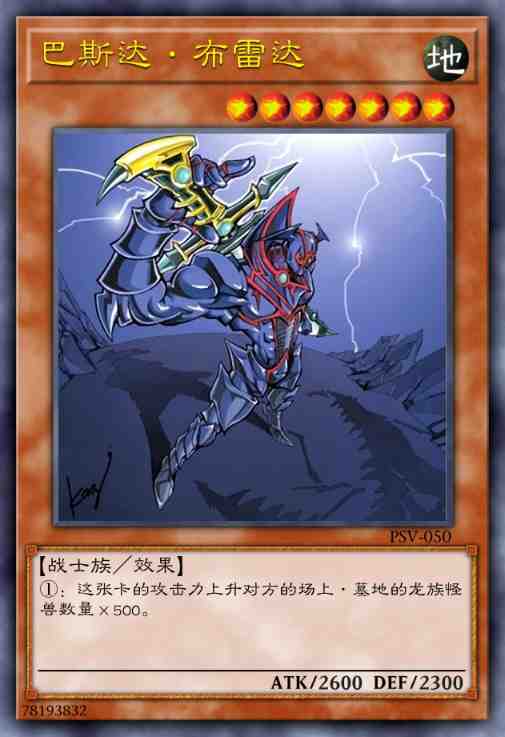 巴斯达·布雷达
地
PSV-050
【战士族／效果】
①：这张卡的攻击力上升对方的场上·墓地的龙族怪
兽数量×500。
ATK/2600 DEF/2300
78193832